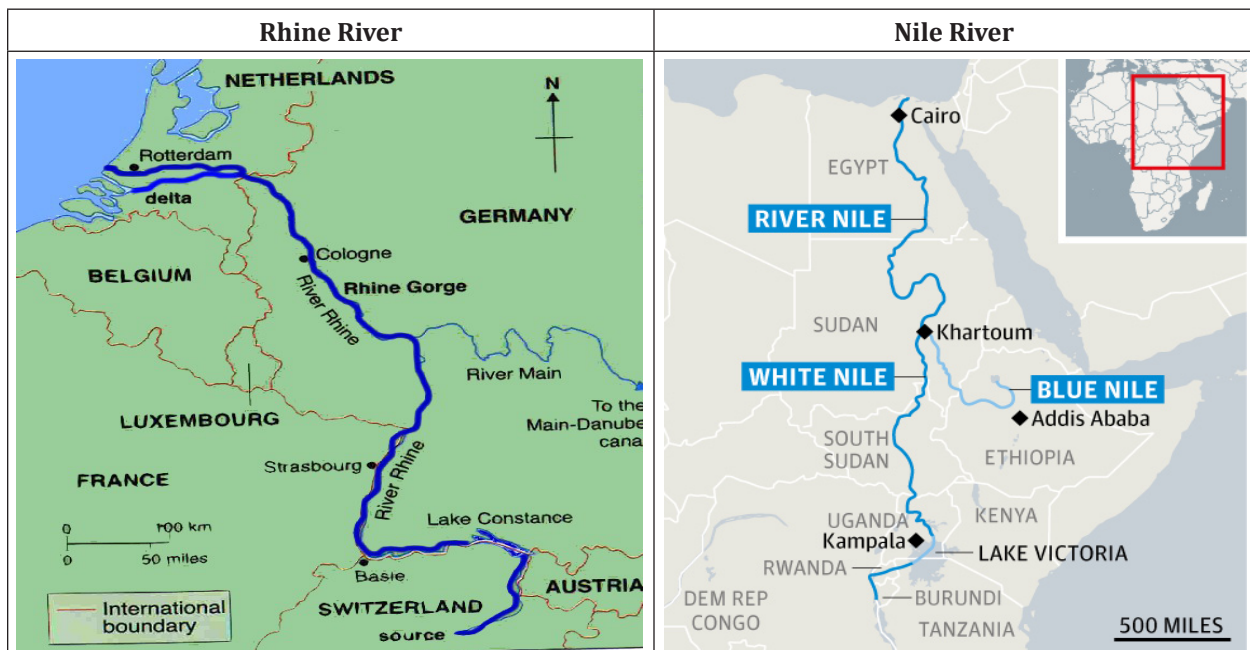 Rhine River
Nile River
NETHERLANDS
N
Rotterdam
delta
GERMANY
BELGIUM
Cologne
River Rhine
Rhine Gorge
River Main
LUXEMBOURG
To the
Main-Danube
canal
Strasbourg
FRANCE
River Rhine
0 100 km
0 50 miles
Lake Constance
Basle
AUSTRIA
SWITZERLAND
source
International
boundary
Cairo
EGYPT
RIVER NILE
SUDAN
Khartoum
WHITE NILE
BLUE NILE
Addis Ababa
SOUTH
SUDAN
ETHIOPIA
UGANDA
KENYA
Kampala
LAKE VICTORIA
RWANDA
BURUNDI
DEM REP
CONGO
TANZANIA
500 MILES